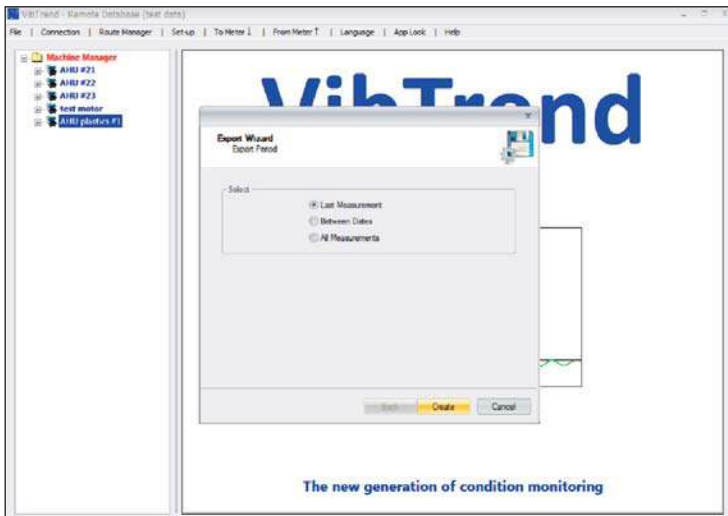 VibTrend - Remote Database (test data)
File | Connection | Route Manager | Set-up | To Meter ↓ | From Meter ↑ | Language | App Look | Help
Machine Manager
AHU #21
AHU #22
AHU #23
test motor
AHU plastics #1
VibTrend
Export Wizard
Export Period
Select
Last Measurement
Between Dates
All Measurements
Back Create Cancel
The new generation of condition monitoring